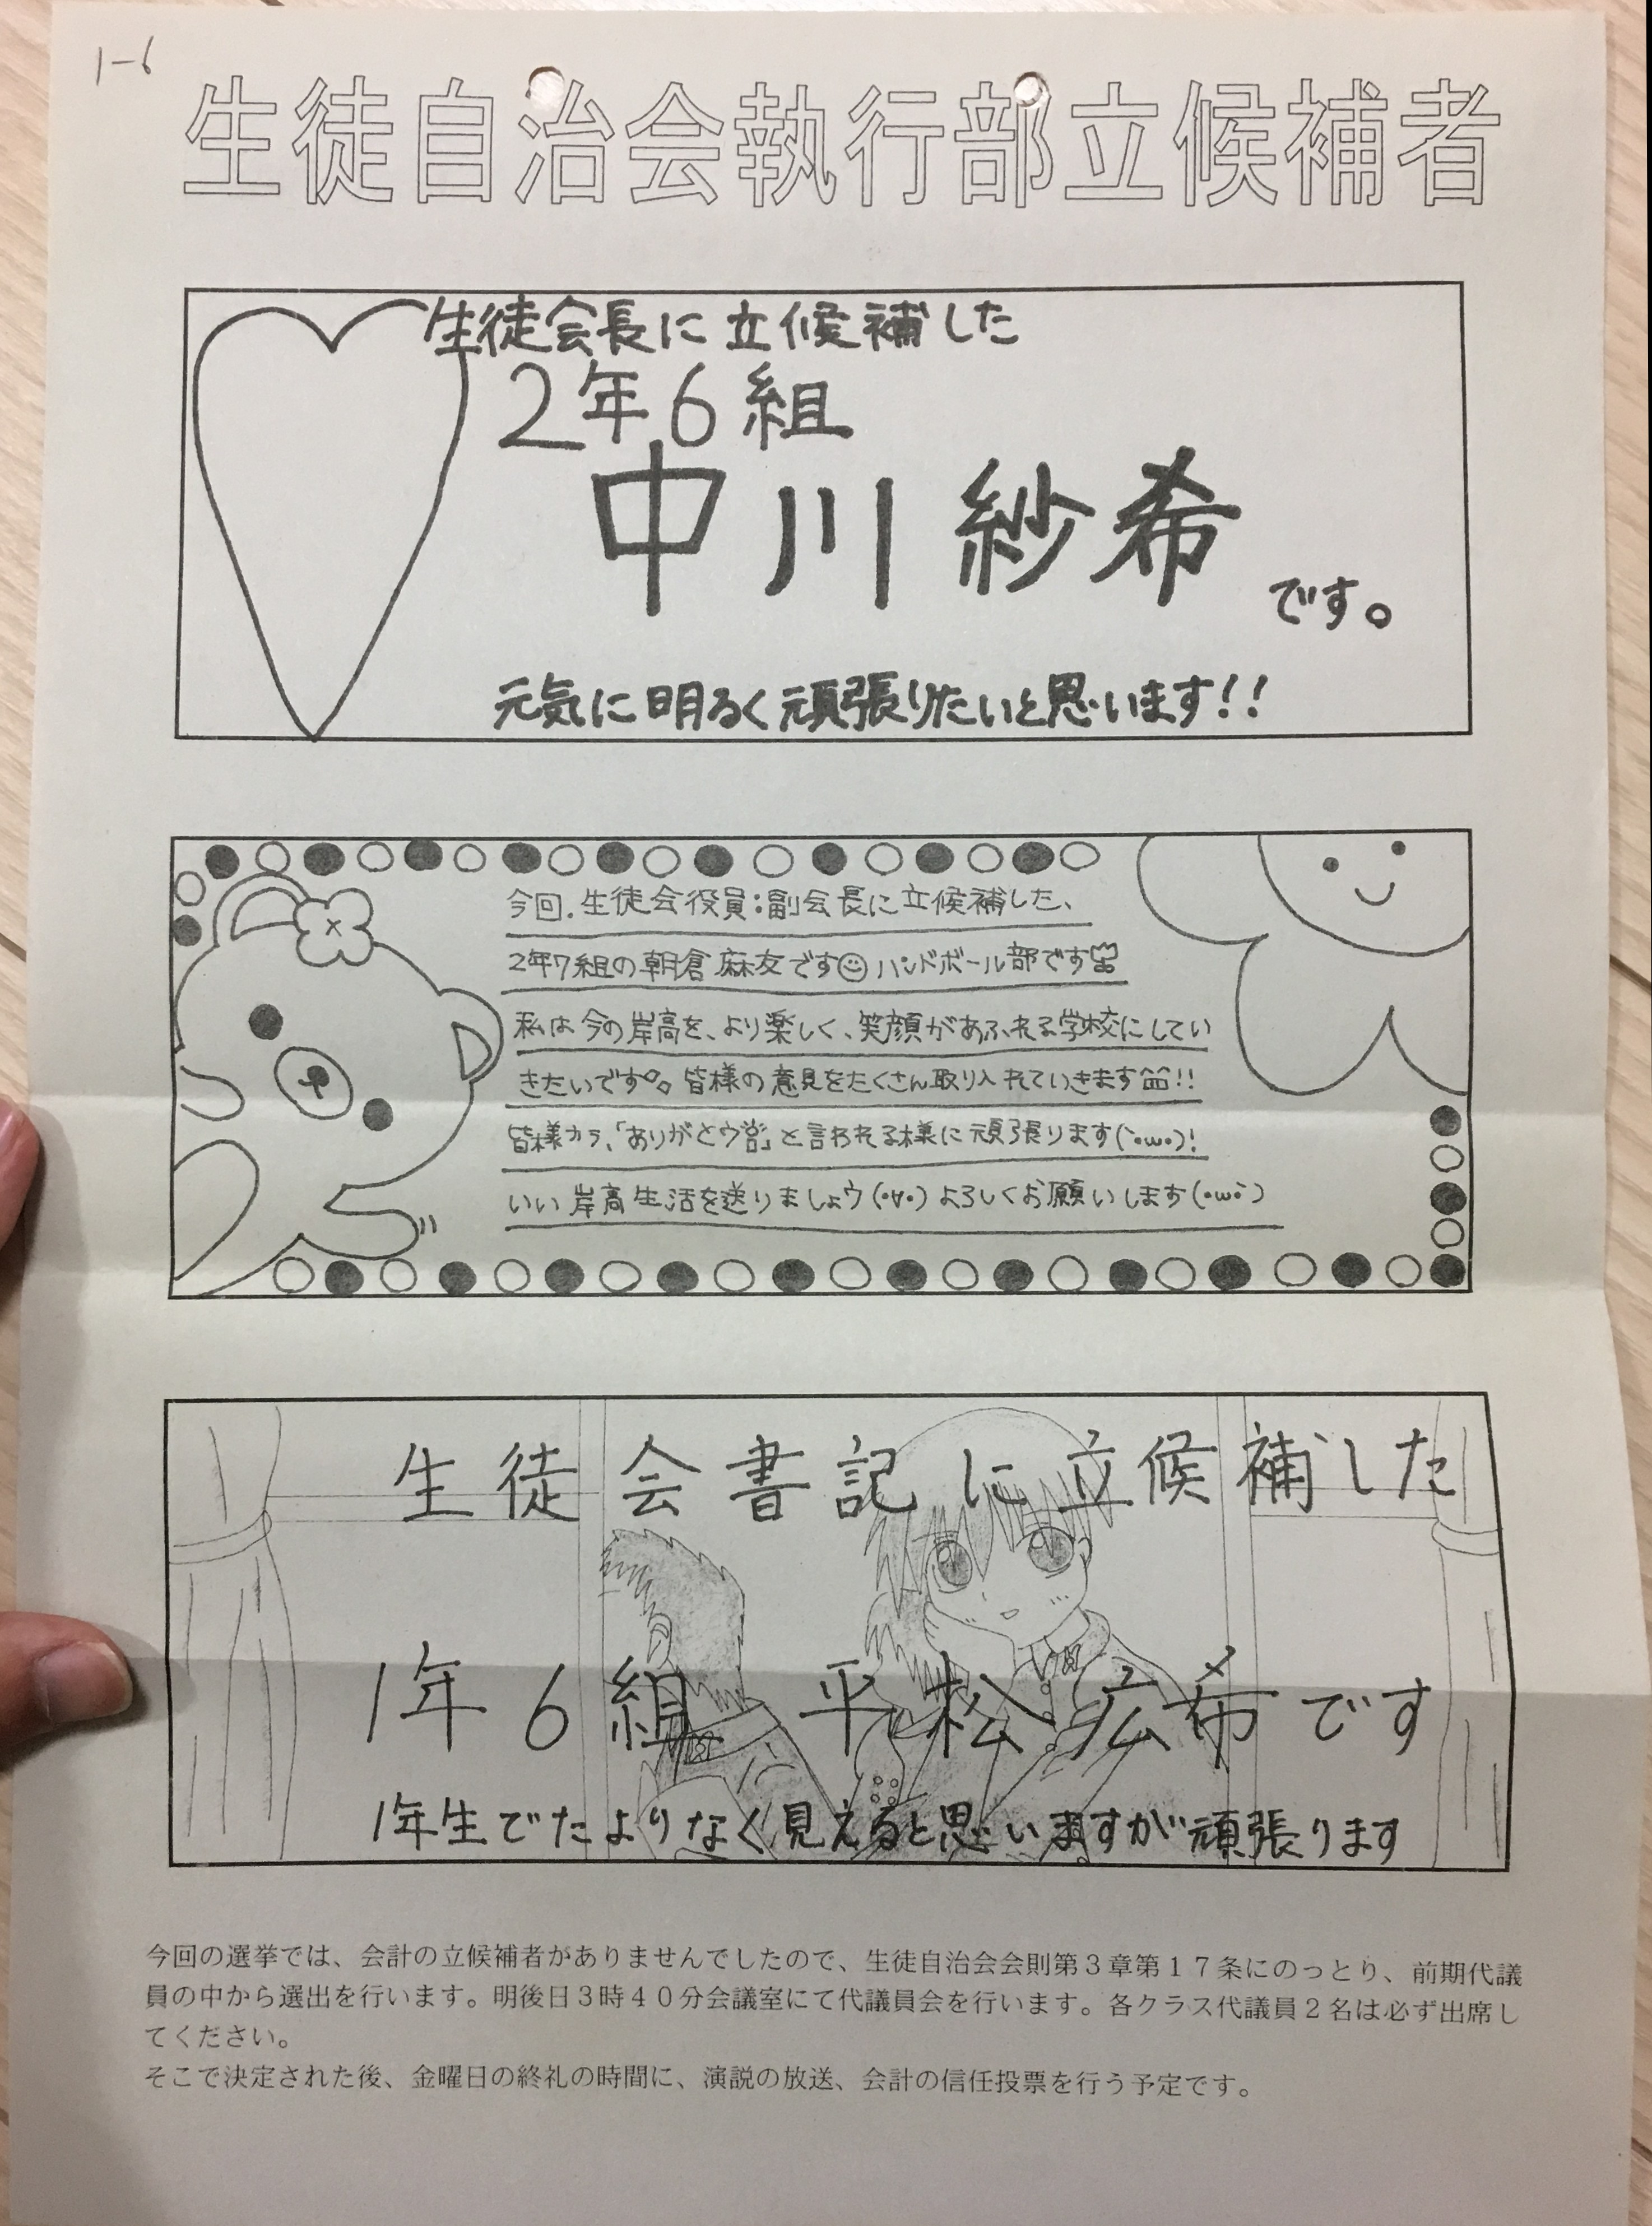 1-6
生徒自治会執行部立候補者
生徒会長に立候補した
2年6組
中川紗希
です。
元気に明るく頑張りたいと思います!!
今回、生徒会役員:副会長に立候補した、
2年7組の朝倉麻友です☺ハンドボール部です
私は今の岸高を、より楽しく、笑顔があふれる学校にしてい
きたいです。皆様の意見をたくさん取り入れていきます!!
皆様カラ、「ありがとウ」と言われる様に頑張ります(`•ω•)!
いい岸高生活を送りましょウ(•∀•)よろしくお願いします(•ω•`)
生徒会書記に立候補した
1年6組 平松広希です
1年生でたよりなく見えると思いますが頑張ります
今回の選挙では、会計の立候補者がありませんでしたので、生徒自治会会則第3章第17条にのっとり、前期代議
員の中から選出を行います。明後日3時40分会議室にて代議員会を行います。各クラス代議員2名は必ず出席し
てください。
そこで決定された後、金曜日の終礼の時間に、演説の放送、会計の信任投票を行う予定です。